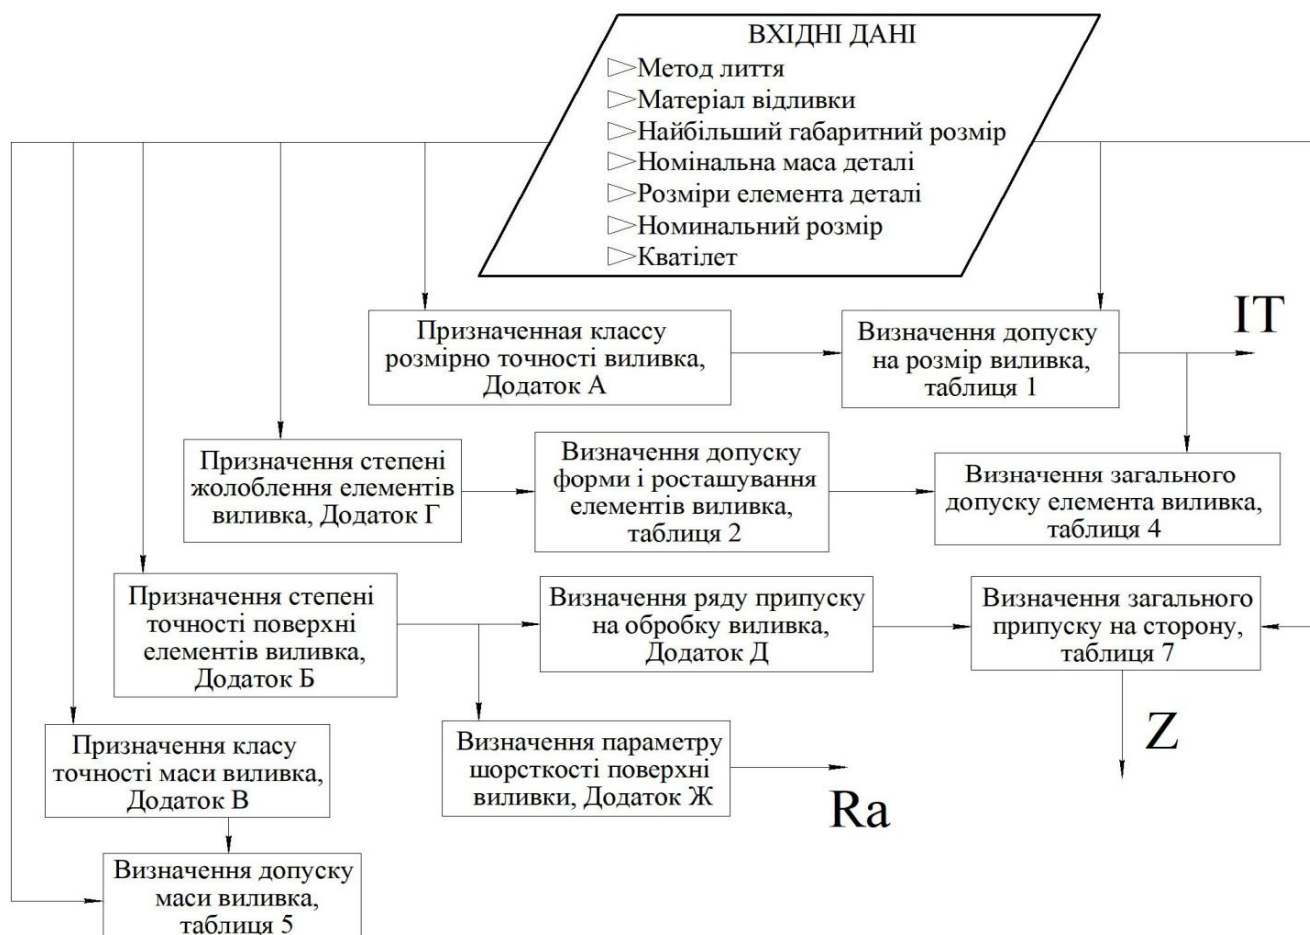 ВХІДНІ ДАНІ
Метод лиття
Матеріал відливки
Найбільший габаритний розмір
Номінальна маса деталі
Розміри елемента деталі
Номинальний розмір
Кватілет
Призначенная классу
розмірно точності виливка,
Додаток А
Визначення допуску
на розмір виливка,
таблиця 1
IT
Призначення степені
жолоблення елементів
виливка, Додаток Г
Визначення допуску
форми і росташування
елементів виливка,
таблиця 2
Визначення загального
допуску елемента виливка,
таблиця 4
Призначення степені
точності поверхні
елементів виливка,
Додаток Б
Визначення ряду припуску
на обробку виливка,
Додаток Д
Визначення загального
припуску на сторону,
таблиця 7
Z
Призначення класу
точності маси виливка,
Додаток В
Визначення параметру
шорсткості поверхні
виливки, Додаток Ж
Ra
Визначення допуску
маси виливка,
таблиця 5